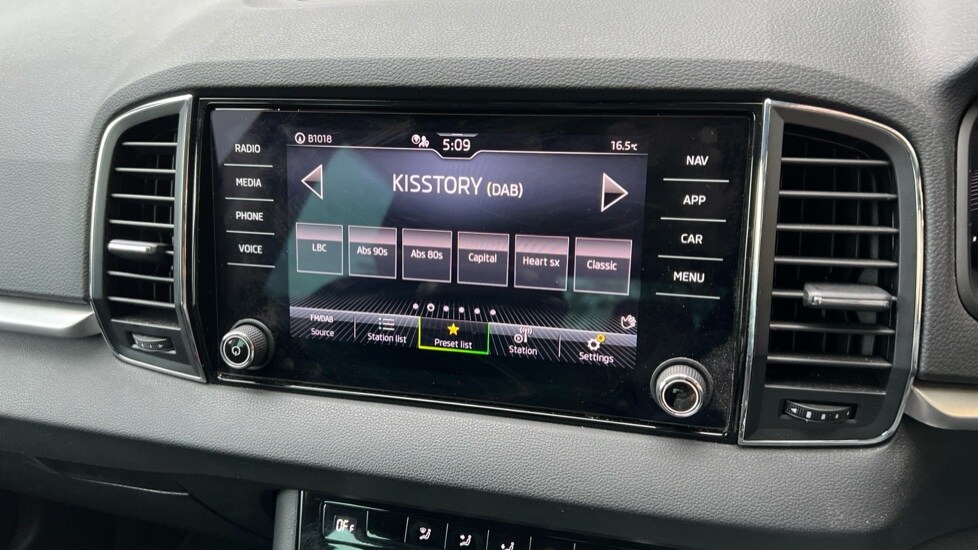 B1018
5:09
16.5°C
RADIO
MEDIA
PHONE
VOICE
KISSTORY (DAB)
LBC Abs 90s Abs 80s Capital Heart sx Classic
FM/DAB
Source Station list Preset list Station Settings
NAV
APP
CAR
MENU
OFF